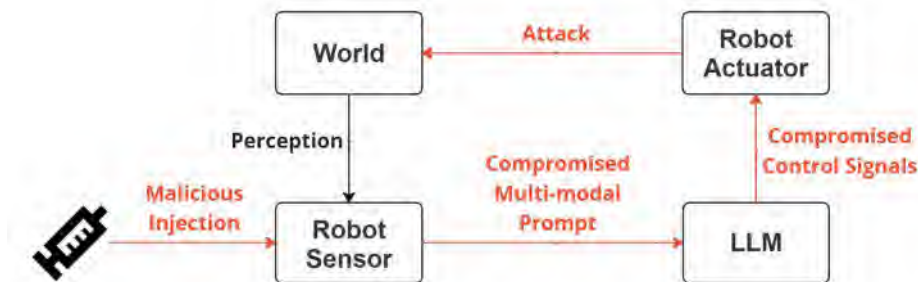 Attack
World
Robot
Actuator
Perception
Compromised
Control Signals
Malicious
Injection
Compromised
Multi-modal
Prompt
Robot
Sensor
LLM